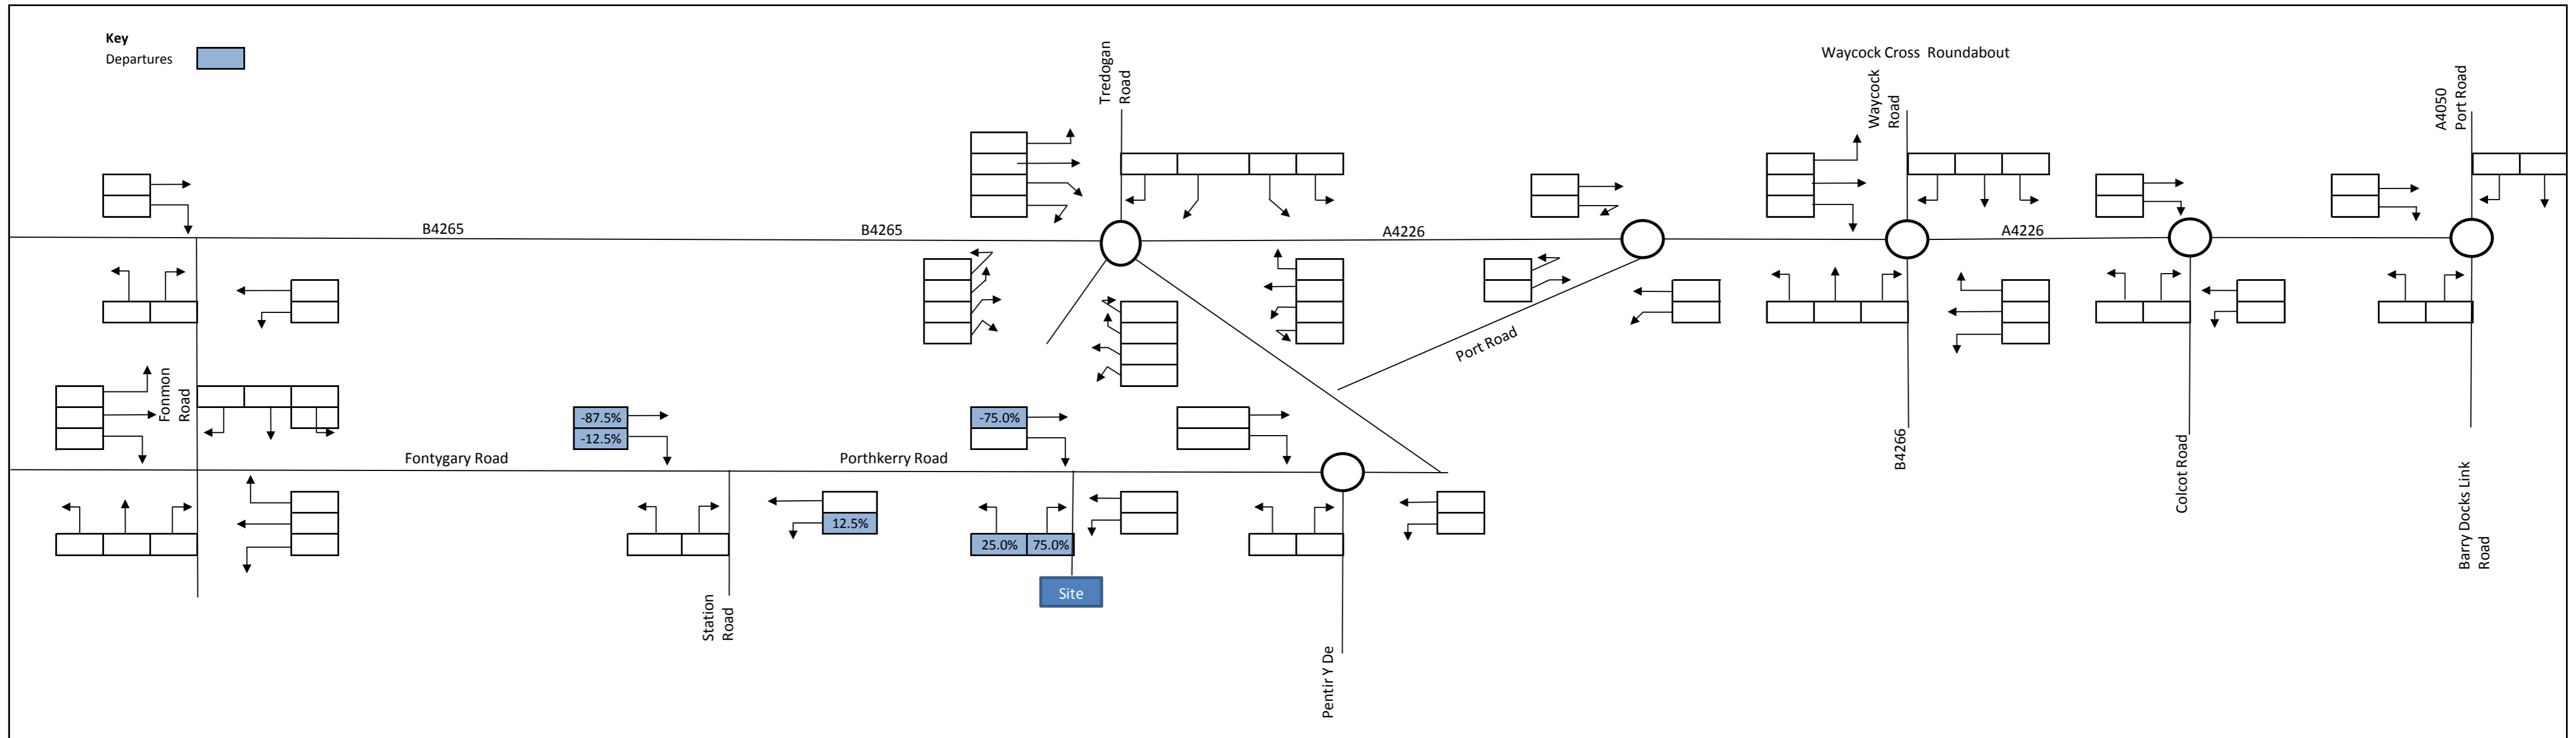 Key
Departures
Tredogan
Road
Waycock Cross  Roundabout
Waycock
Road
A4050
Port Road
B4265
B4265
A4226
A4226
Port Road
Fonmon
Road
-87.5%
-12.5%
-75.0%
Fontygary Road
Porthkerry Road
B4266
Colcot Road
Barry Docks Link
Road
12.5%
25.0%
75.0%
Site
Station
Road
Pentir Y De